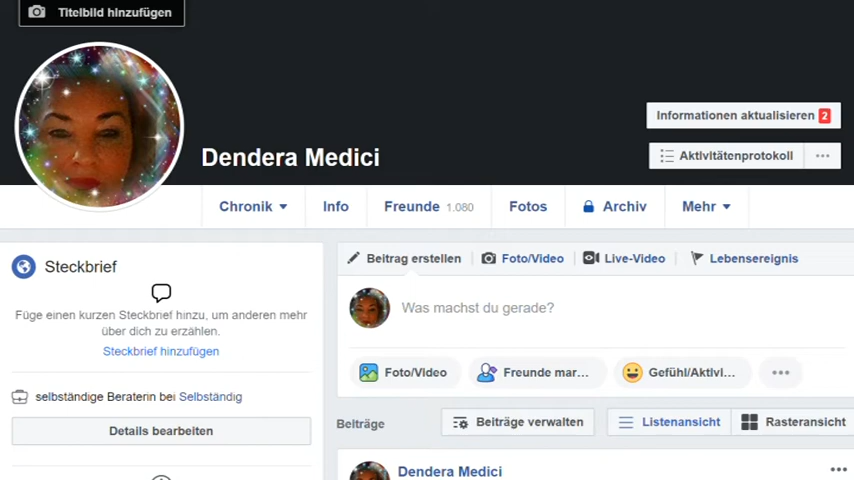 Titelbild hinzufügen
Informationen aktualisieren 2
Dendera Medici
Aktivitätenprotokoll
Chronik Info Freunde 1.080 Fotos Archiv Mehr
Steckbrief
Füge einen kurzen Steckbrief hinzu, um anderen mehr
über dich zu erzählen.
Steckbrief hinzufügen
selbständige Beraterin bei Selbständig
Details bearbeiten
Beitrag erstellen Foto/Video Live-Video Lebensereignis
Was machst du gerade?
Foto/Video Freunde mar... Gefühl/Aktivi...
Beiträge Beiträge verwalten Listenansicht Rasteransicht
Dendera Medici